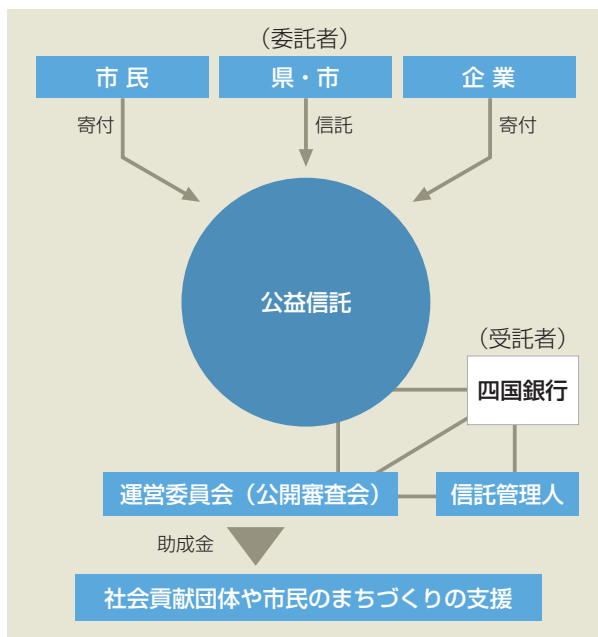 （委託者）
市 民
県・市
企 業
寄付
信託
寄付
公益信託
（受託者）
四国銀行
運営委員会（公開審査会）
信託管理人
助成金
社会貢献団体や市民のまちづくりの支援